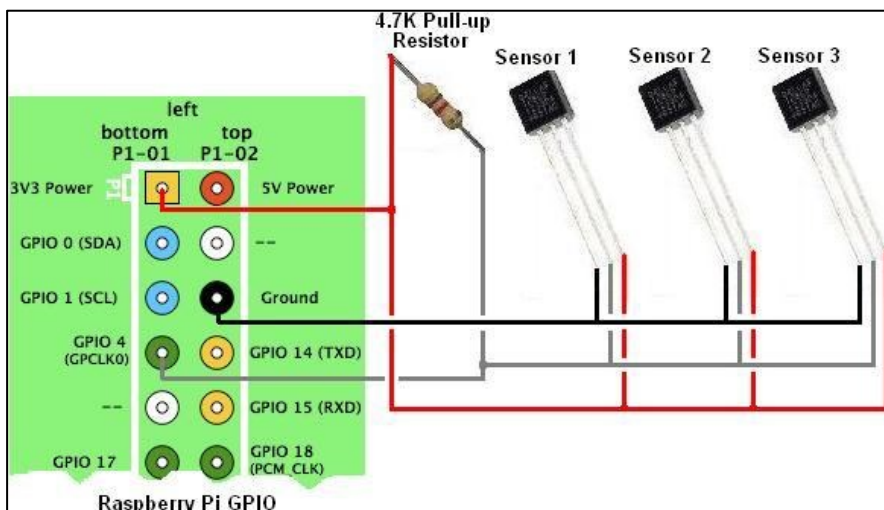 4.7K Pull-up
Resistor
Sensor 1
Sensor 2
Sensor 3
left
bottom
top
P1-01
P1-02
3V3 Power
P1
5V Power
GPIO 0 (SDA)
--
GPIO 1 (SCL)
Ground
GPIO 4
(GPCLK0)
GPIO 14 (TXD)
--
GPIO 15 (RXD)
GPIO 17
GPIO 18
(PCM_CLK)
Raspberry Pi GPIO